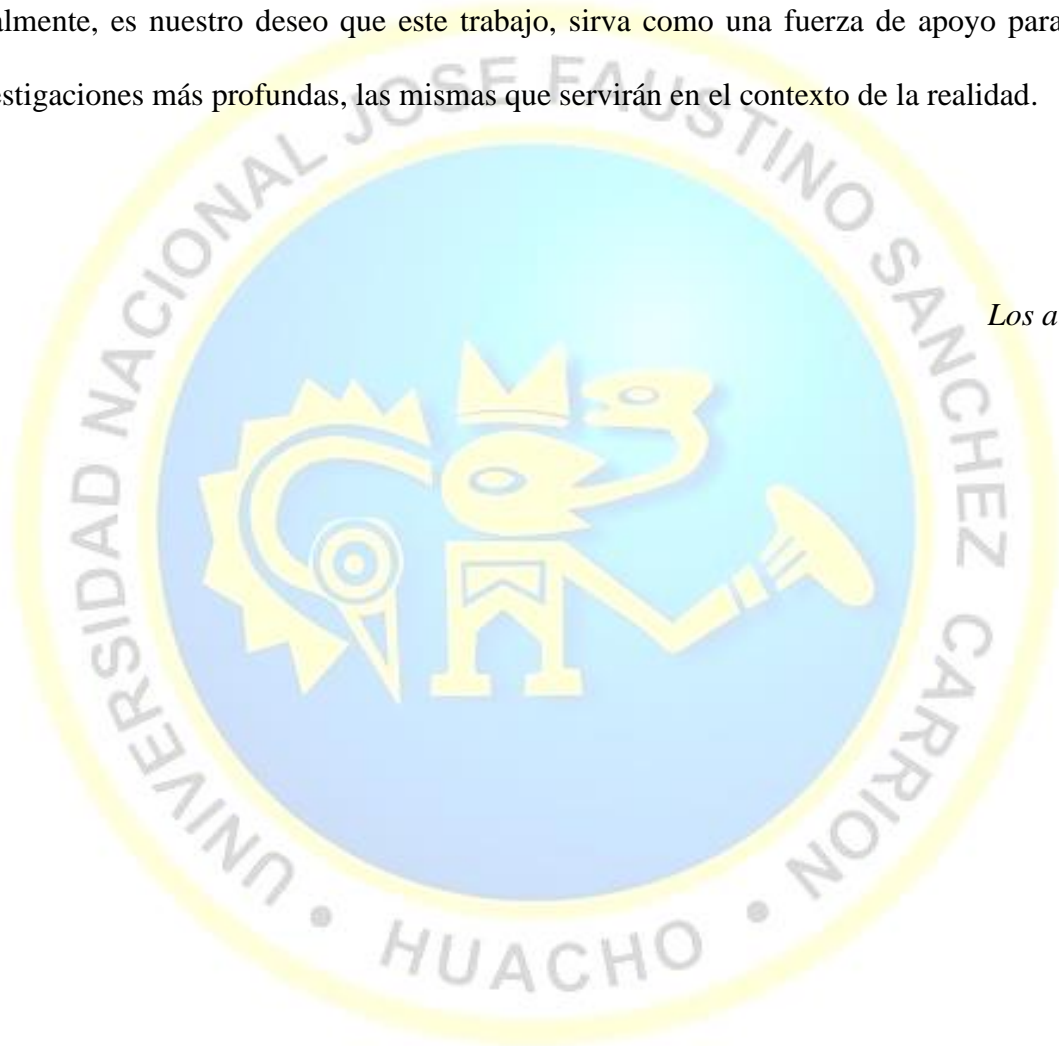 almente, es nuestro deseo que este trabajo, sirva como una fuerza de apoyo para
estigaciones más profundas, las mismas que servirán en el contexto de la realidad.
Los a
UNIVERSIDAD NACIONAL JOSE FAUSTINO SANCHEZ CARRION
• HUACHO •